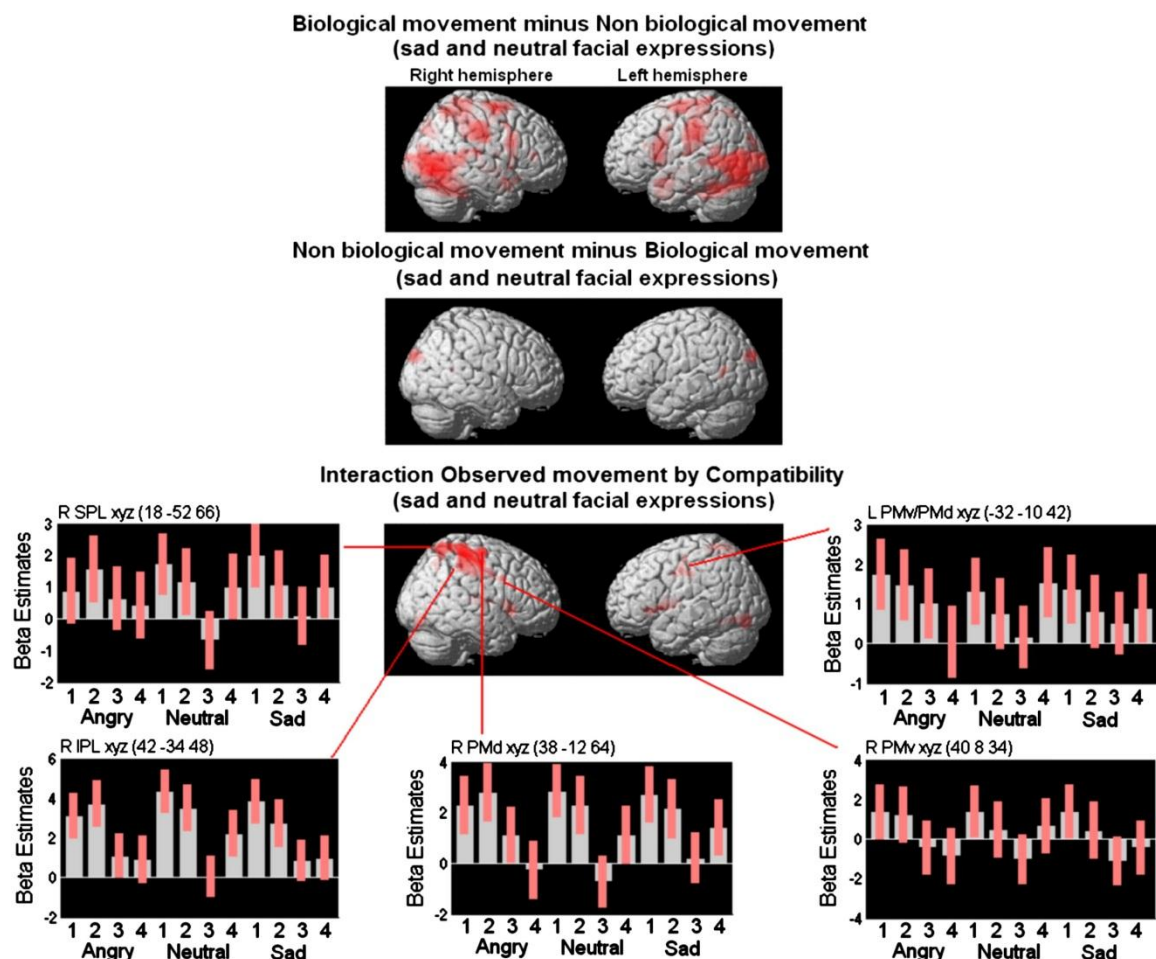 Biological movement minus Non biological movement
(sad and neutral facial expressions)
Right hemisphere Left hemisphere
Non biological movement minus Biological movement
(sad and neutral facial expressions)
Interaction Observed movement by Compatibility
(sad and neutral facial expressions)
R SPL xyz (18 -52 66)
Beta Estimates
3
2
1
0
-1
-2
1 2 3 4 1 2 3 4 1 2 3 4
Angry Neutral Sad
L PMv/PMd xyz (-32 -10 42)
Beta Estimates
3
2
1
0
-1
1 2 3 4 1 2 3 4 1 2 3 4
Angry Neutral Sad
R IPL xyz (42 -34 48)
Beta Estimates
6
4
2
0
-2
1 2 3 4 1 2 3 4 1 2 3 4
Angry Neutral Sad
R PMd xyz (38 -12 64)
Beta Estimates
4
2
0
-2
1 2 3 4 1 2 3 4 1 2 3 4
Angry Neutral Sad
R PMv xyz (40 8 34)
Beta Estimates
4
2
0
-2
-4
1 2 3 4 1 2 3 4 1 2 3 4
Angry Neutral Sad